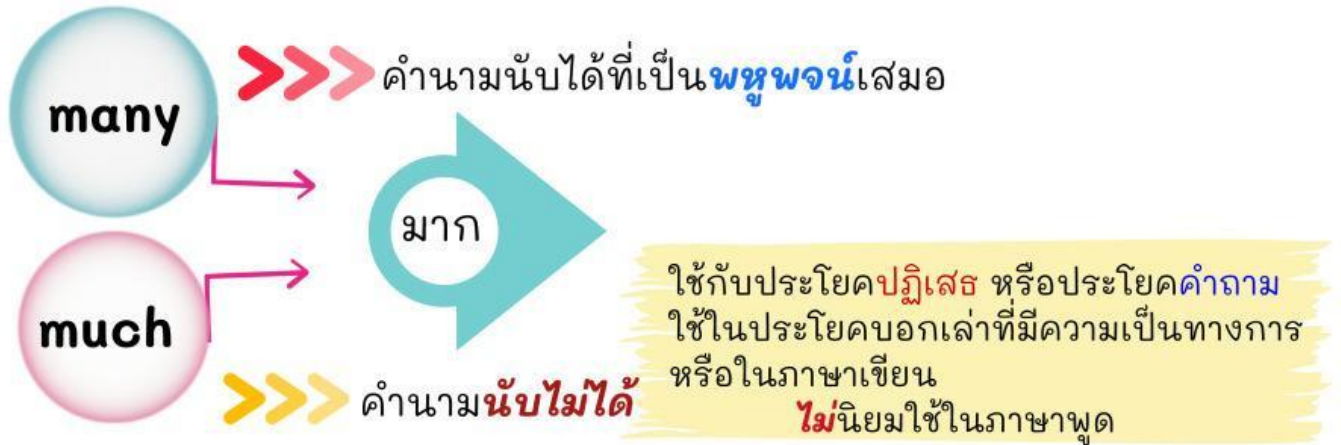 many
คำนามนับได้ที่เป็นพหูพจน์เสมอ
มาก
much
คำนามนับไม่ได้
ใช้กับประโยคปฏิเสธ หรือประโยคคำถาม
ใช้ในประโยคบอกเล่าที่มีความเป็นทางการ
หรือในภาษาเขียน
ไม่นิยมใช้ในภาษาพูด